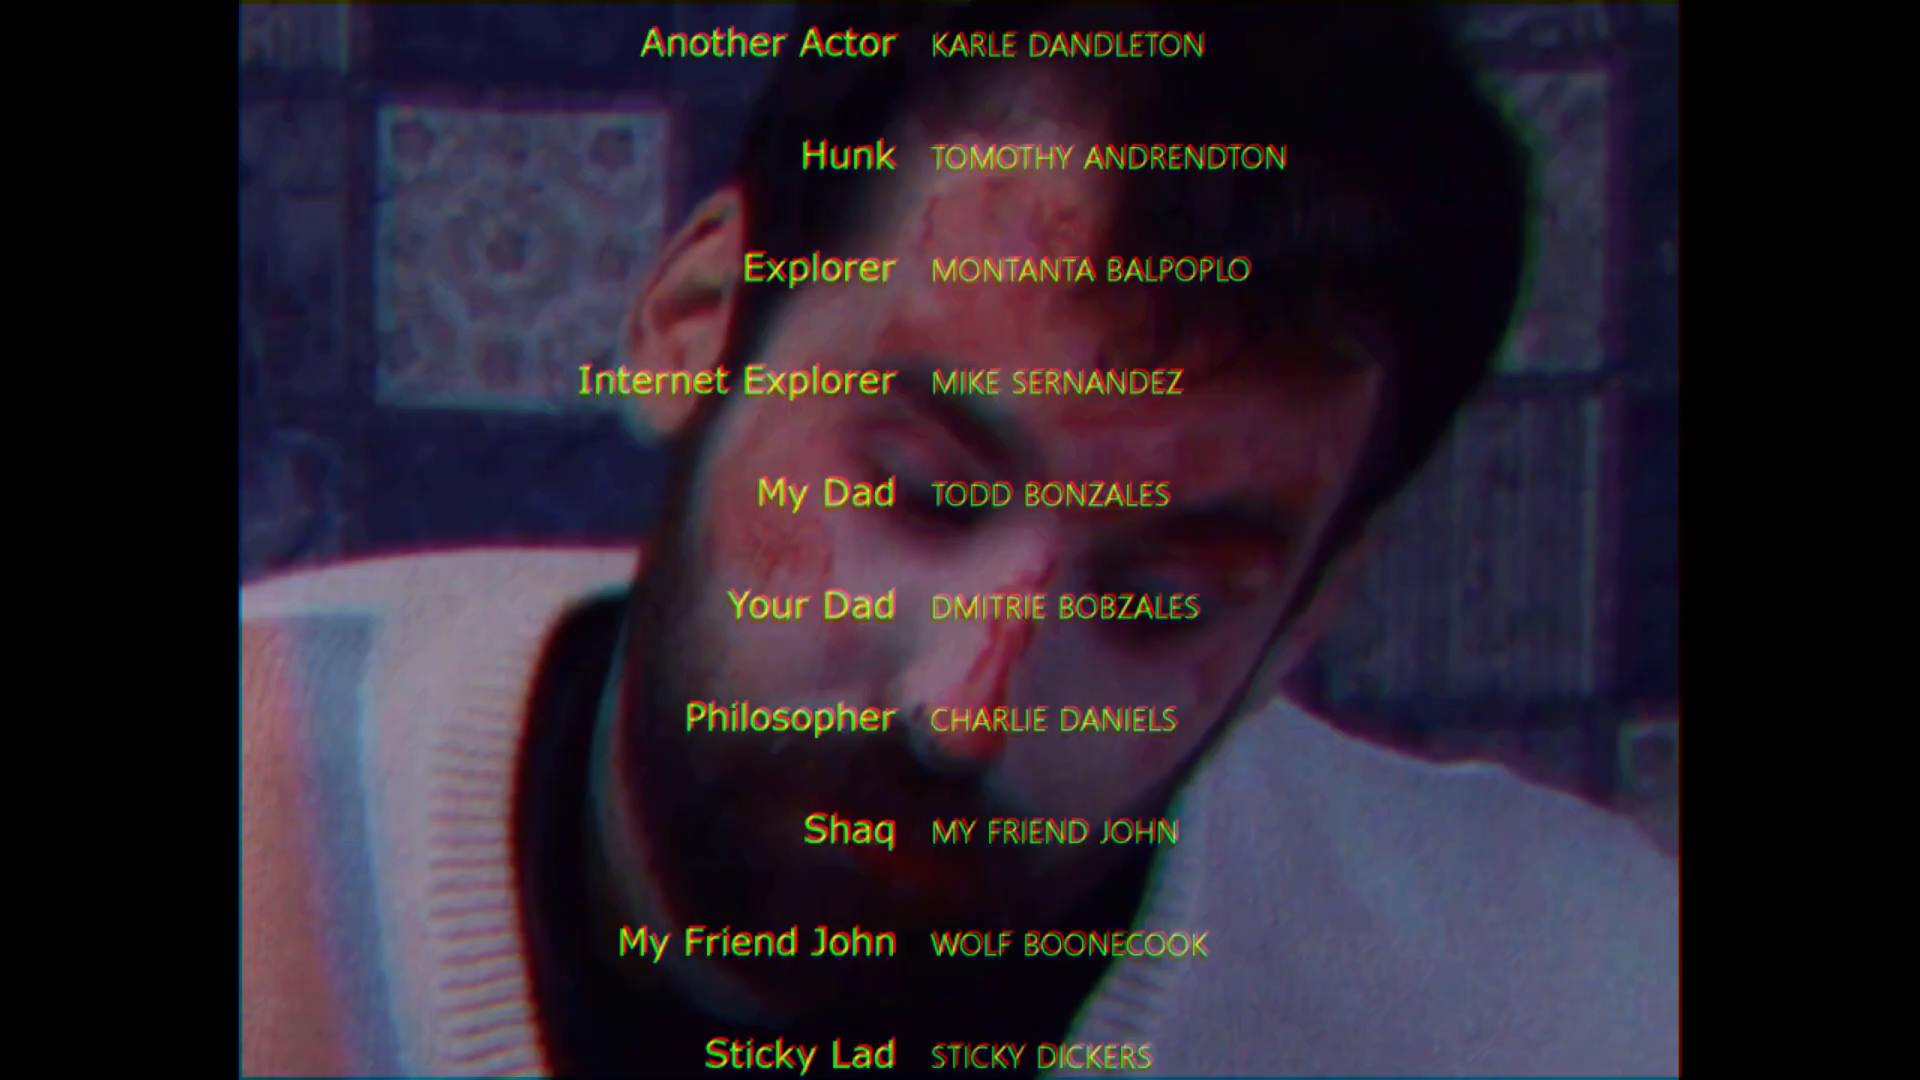 Another Actor KARLE DANDLETON
Hunk TOMOTHY ANDRENDTON
Explorer MONTANTA BALPOPLO
Internet Explorer MIKE SERNANDEZ
My Dad TODD BONZALES
Your Dad DMITRIE BOBZALES
Philosopher CHARLIE DANIELS
Shaq MY FRIEND JOHN
My Friend John WOLF BOONECOOK
Sticky Lad STICKY DICKERS